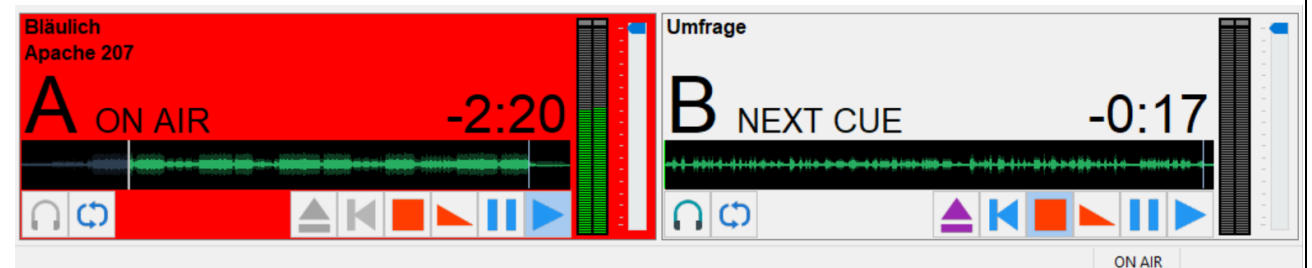 Bläulich
Apache 207
A ON AIR -2:20
Umfrage
B NEXT CUE -0:17
ON AIR